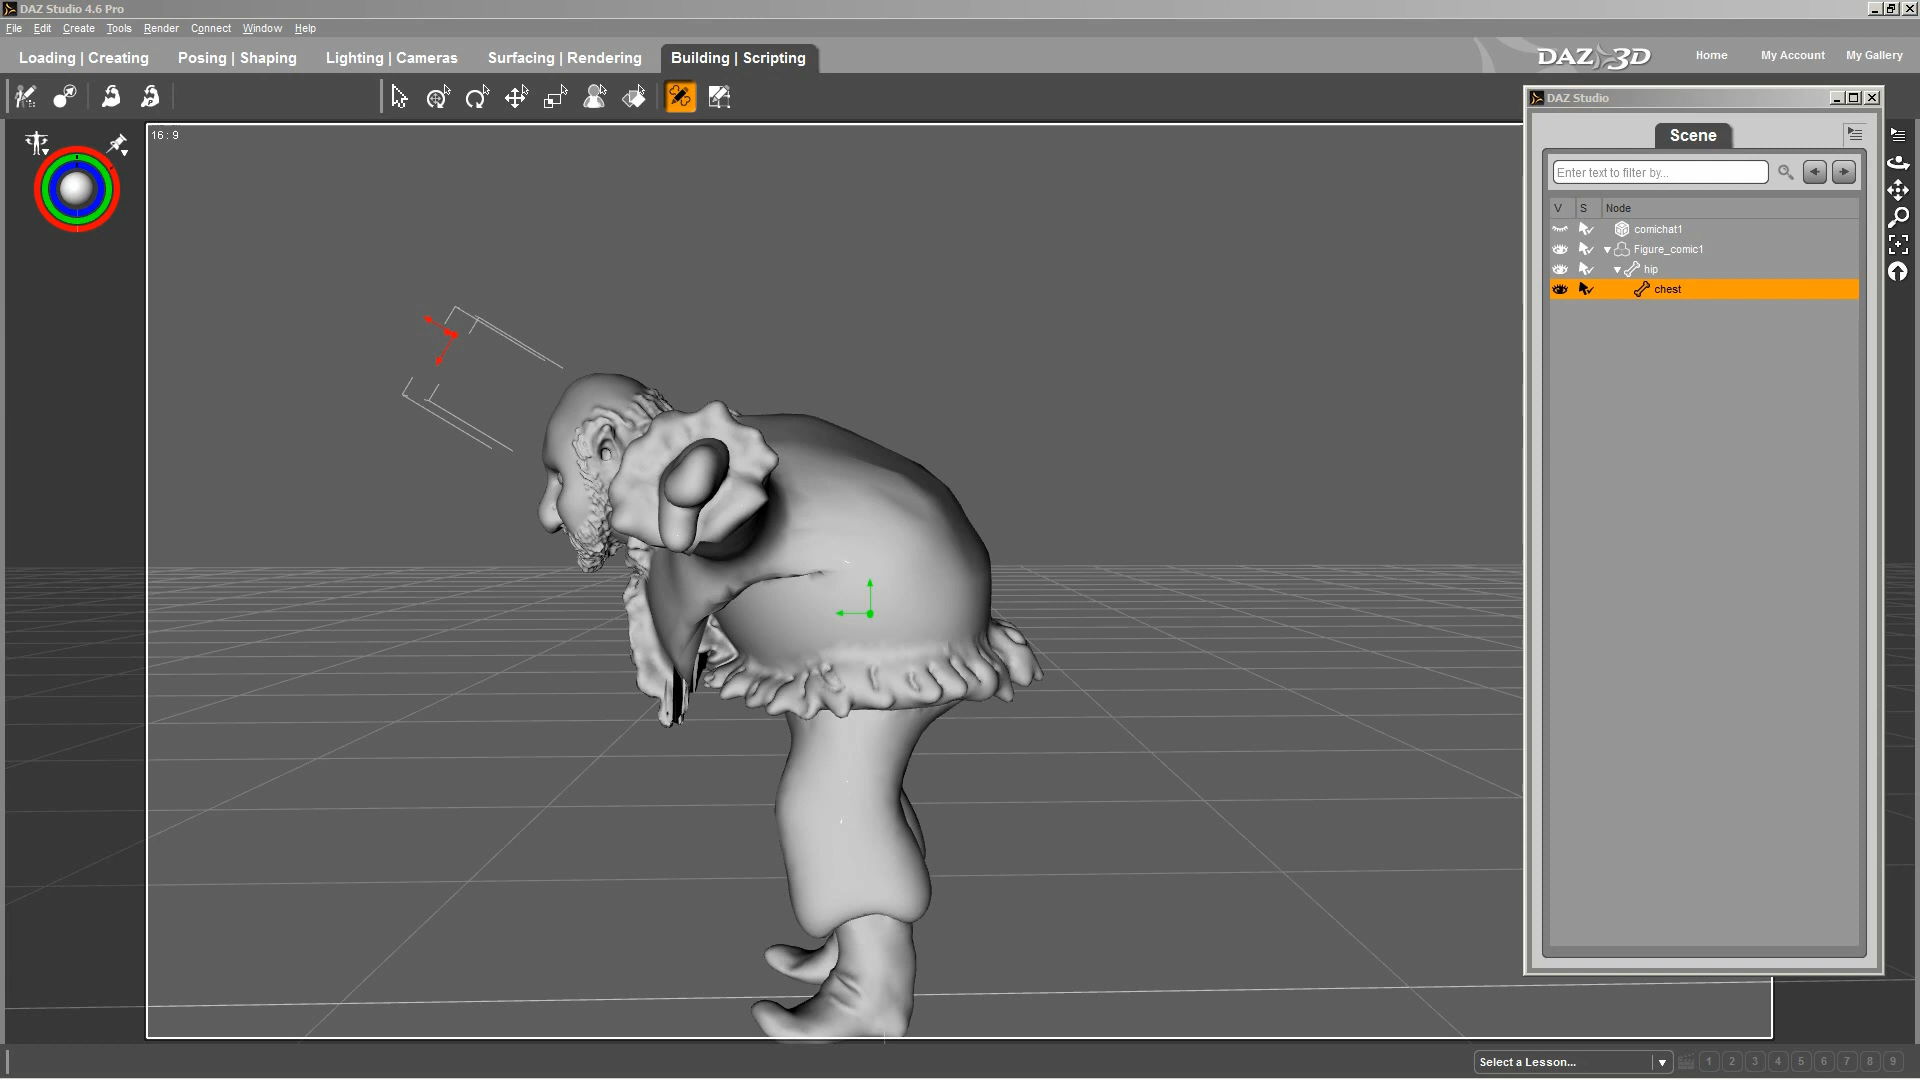 DAZ Studio 4.6 Pro
File Edit Create Tools Render Connect Window Help
Loading | Creating Posing | Shaping Lighting | Cameras Surfacing | Rendering Building | Scripting
DAZ 3D
Home My Account My Gallery
16 : 9
DAZ Studio
Scene
Enter text to filter by...
V S Node
comichat1
Figure_comic1
hip
chest
Select a Lesson...
1 2 3 4 5 6 7 8 9